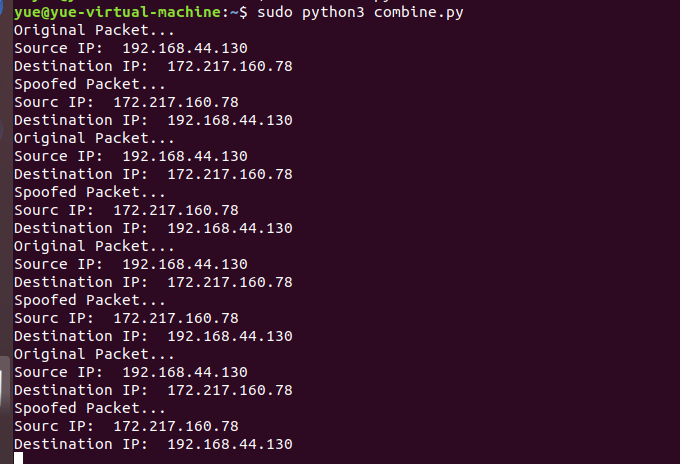 yue@yue-virtual-machine:~$ sudo python3 combine.py
Original Packet...
Source IP:  192.168.44.130
Destination IP:  172.217.160.78
Spoofed Packet...
Sourc IP:  172.217.160.78
Destination IP:  192.168.44.130
Original Packet...
Source IP:  192.168.44.130
Destination IP:  172.217.160.78
Spoofed Packet...
Sourc IP:  172.217.160.78
Destination IP:  192.168.44.130
Original Packet...
Source IP:  192.168.44.130
Destination IP:  172.217.160.78
Spoofed Packet...
Sourc IP:  172.217.160.78
Destination IP:  192.168.44.130
Original Packet...
Source IP:  192.168.44.130
Destination IP:  172.217.160.78
Spoofed Packet...
Sourc IP:  172.217.160.78
Destination IP:  192.168.44.130